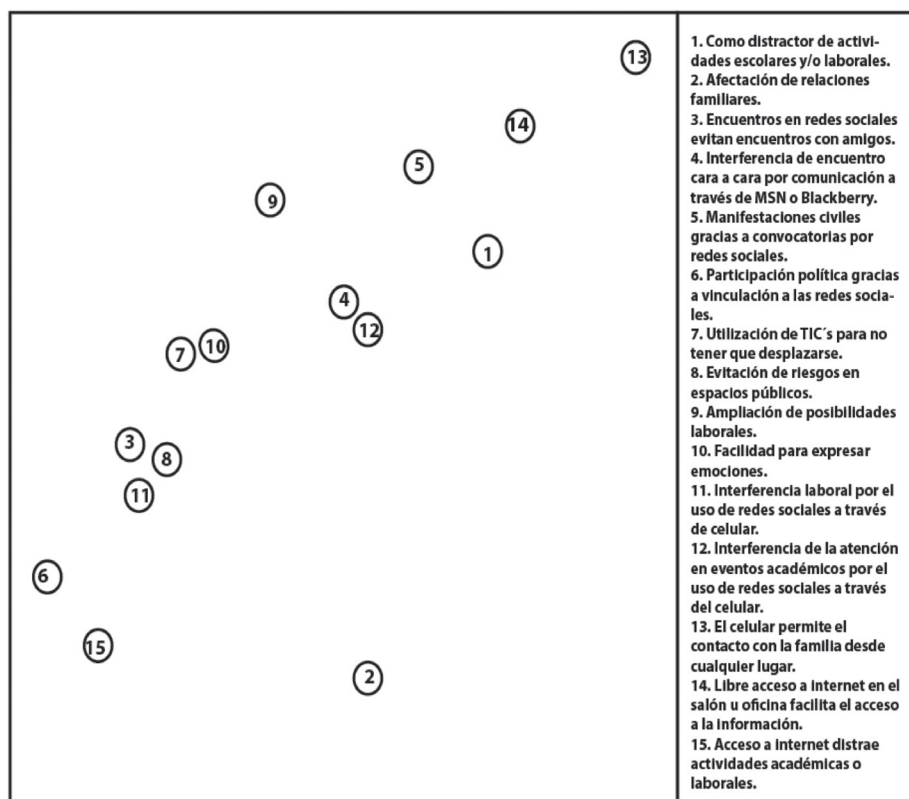 13
14
5
9
1
4
12
10
7
3
8
11
6
15
2
1. Como distractor de activi-
dades escolares y/o laborales.
2. Afectación de relaciones
familiares.
3. Encuentros en redes sociales
evitan encuentros con amigos.
4. Interferencia de encuentro
cara a cara por comunicación a
través de MSN o Blackberry.
5. Manifestaciones civiles
gracias a convocatorias por
redes sociales.
6. Participación política gracias
a vinculación a las redes socia-
les.
7. Utilización de TIC´s para no
tener que desplazarse.
8. Evitación de riesgos en
espacios públicos.
9. Ampliación de posibilidades
laborales.
10. Facilidad para expresar
emociones.
11. Interferencia laboral por el
uso de redes sociales a través
de celular.
12. Interferencia de la atención
en eventos académicos por el
uso de redes sociales a través
del celular.
13. El celular permite el
contacto con la familia desde
cualquier lugar.
14. Libre acceso a internet en el
salón u oficina facilita el acceso
a la información.
15. Acceso a internet distrae
actividades académicas o
laborales.